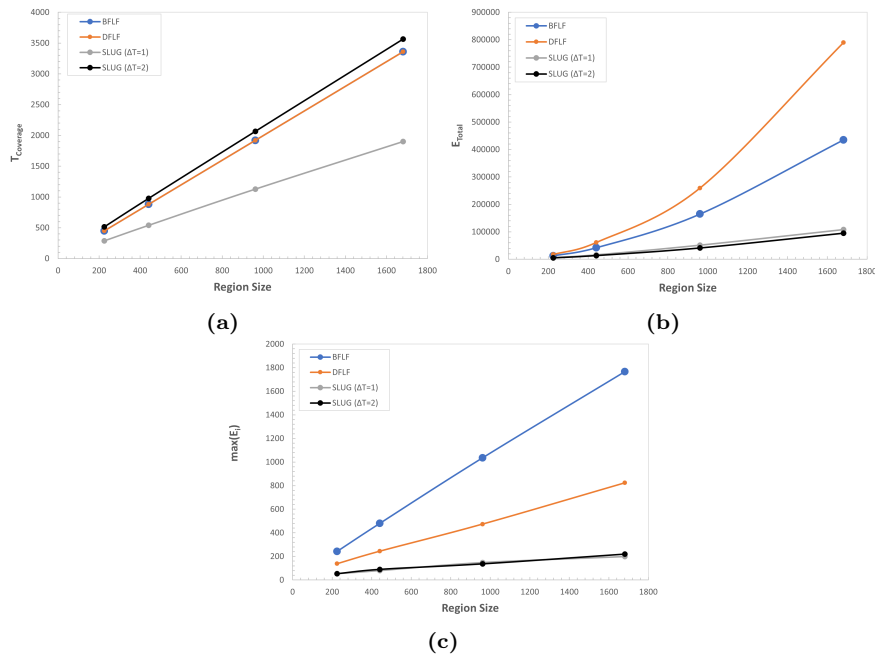 4000
3500
3000
2500
2000
1500
1000
500
0
T_Coverage
BFLF
DFLF
SLUG (ΔT=1)
SLUG (ΔT=2)
0 200 400 600 800 1000 1200 1400 1600 1800
Region Size
(a)
900000
800000
700000
600000
500000
400000
300000
200000
100000
0
E_Total
BFLF
DFLF
SLUG (ΔT=1)
SLUG (ΔT=2)
0 200 400 600 800 1000 1200 1400 1600 1800
Region Size
(b)
2000
1800
1600
1400
1200
1000
800
600
400
200
0
max(E_i)
BFLF
DFLF
SLUG (ΔT=1)
SLUG (ΔT=2)
0 200 400 600 800 1000 1200 1400 1600 1800
Region Size
(c)